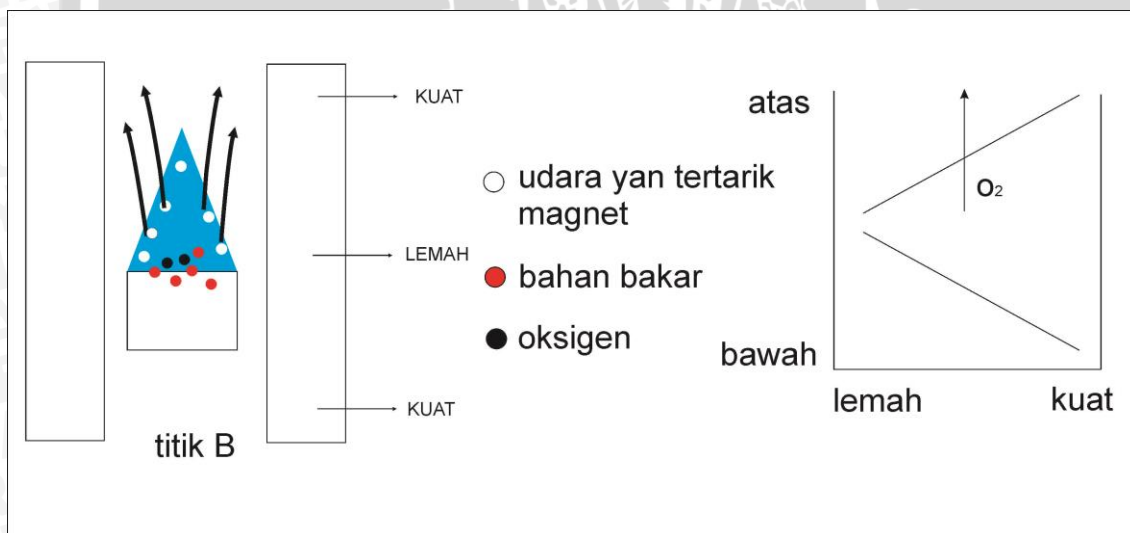 KUAT
LEMAH
KUAT
titik B
udara yan tertarik
magnet
bahan bakar
oksigen
atas
O2
bawah
lemah
kuat